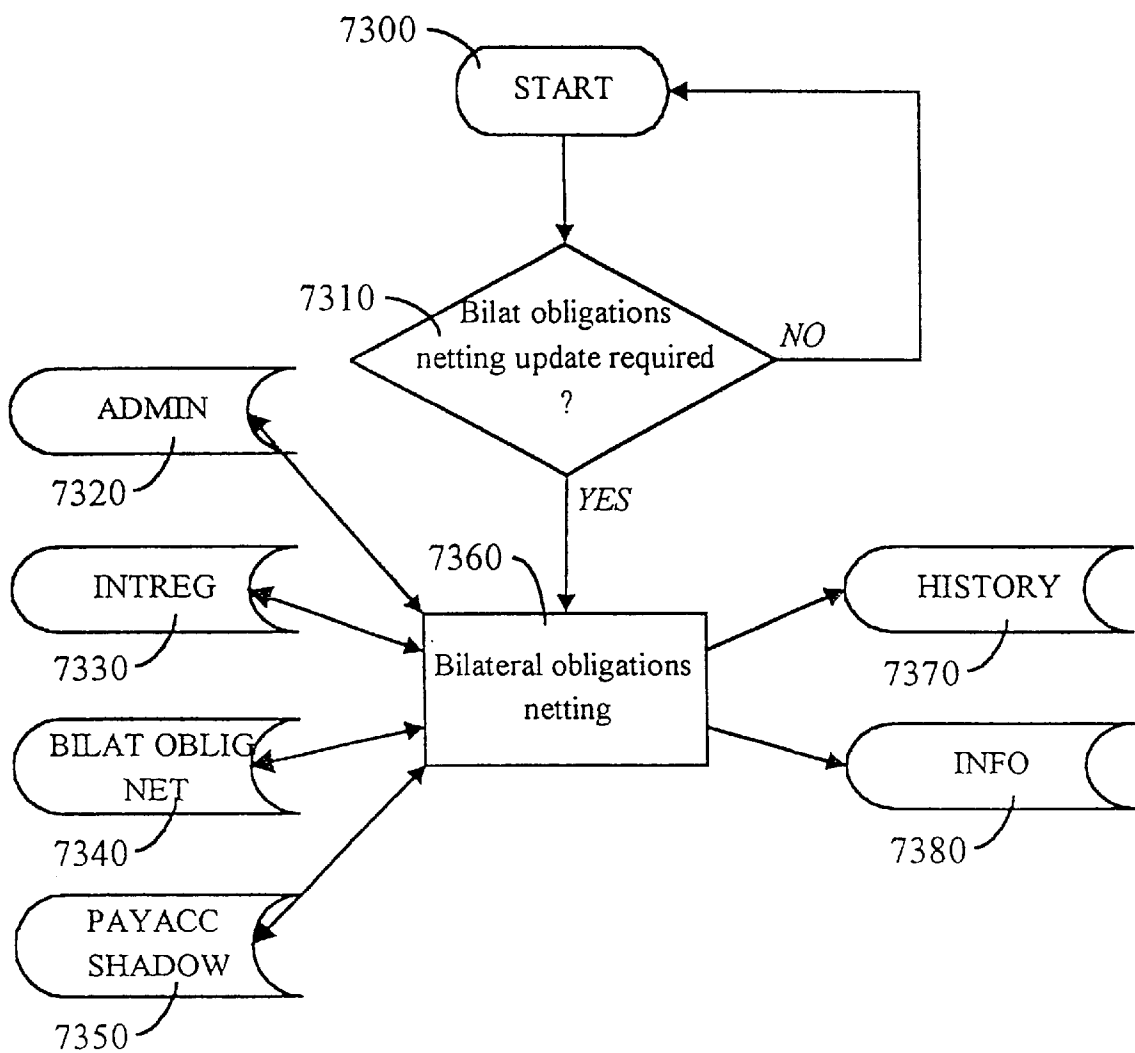 7300
START
7310
Bilat obligations
netting update required
?
NO
YES
ADMIN
7320
INTREG
7330
BILAT OBLIG
NET
7340
PAYACC
SHADOW
7350
7360
Bilateral obligations
netting
HISTORY
7370
INFO
7380